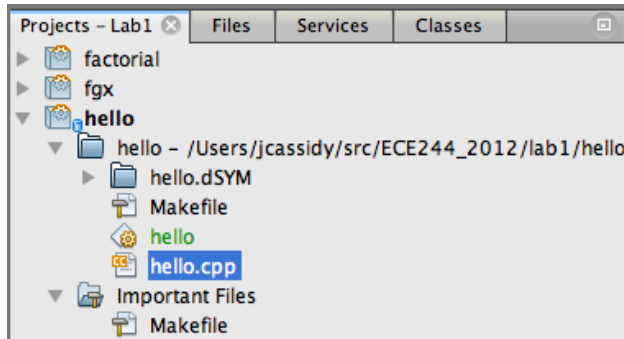 Projects – Lab1 Files Services Classes
factorial
fgx
hello
hello – /Users/jcassidy/src/ECE244_2012/lab1/hello
hello.dSYM
Makefile
hello
hello.cpp
Important Files
Makefile